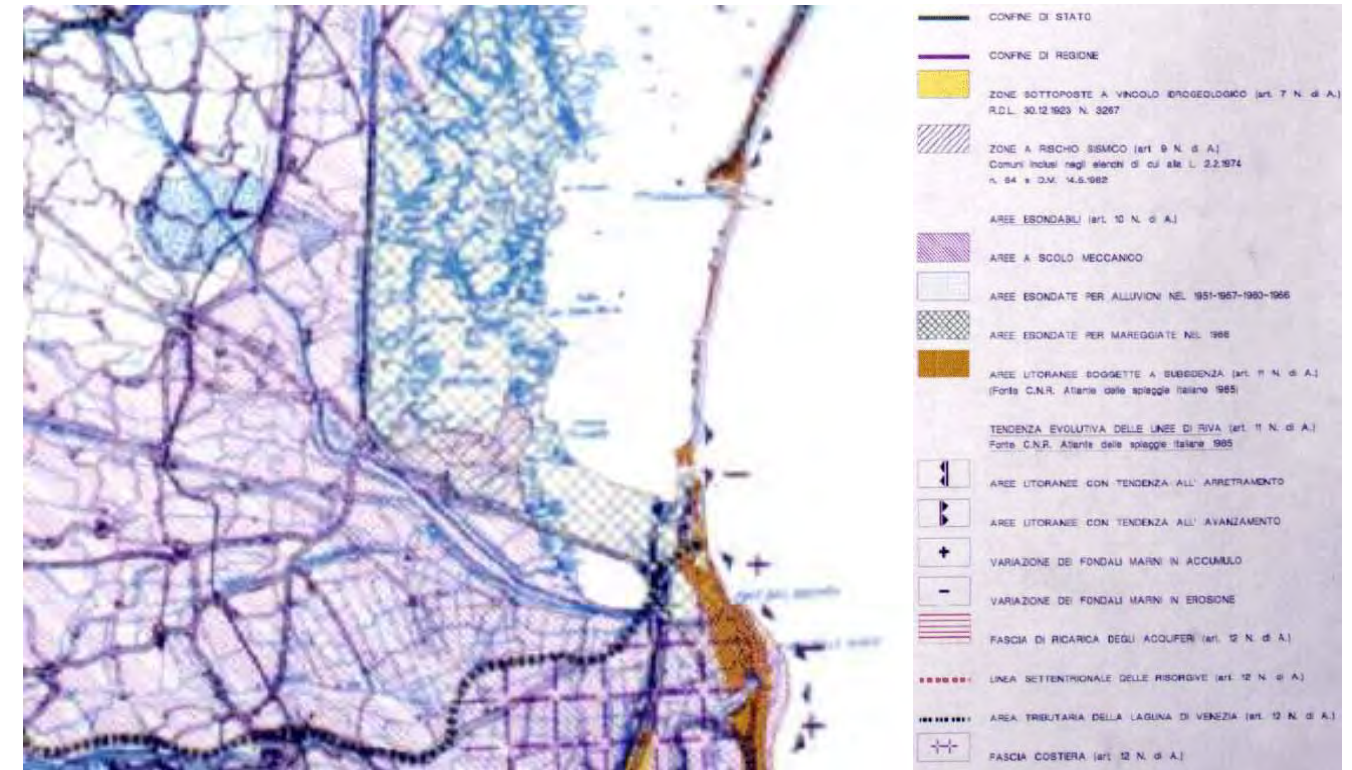 CONFINE DI STATO
CONFINE DI REGIONE
ZONE SOTTOPOSTE A VINCOLO IDROGEOLOGICO (art. 7 N. di A.)
R.D.L. 30.12.1923 N. 3267
ZONE A RISCHIO SISMICO (art. 9 N. di A.)
Comuni inclusi negli elenchi di cui alla L. 2.2.1974
n. 64 e D.M. 14.5.1982
AREE ESONDABILI (art. 10 N. di A.)
AREE A SCOLO MECCANICO
AREE ESONDATE PER ALLUVIONI NEL 1951-1957-1960-1966
AREE ESONDATE PER MAREGGIATE NEL 1966
AREE LITORANEE SOGGETTE A SUBSIDENZA (art. 11 N. di A.)
(Fonte C.N.R. Atlante delle spiagge italiane 1985)
TENDENZA EVOLUTIVA DELLE LINEE DI RIVA (art. 11 N. di A.)
Fonte C.N.R. Atlante delle spiagge italiane 1985
AREE LITORANEE CON TENDENZA ALL' ARRETRAMENTO
AREE LITORANEE CON TENDENZA ALL' AVANZAMENTO
+ VARIAZIONE DEI FONDALI MARINI IN ACCUMULO
- VARIAZIONE DEI FONDALI MARINI IN EROSIONE
FASCIA DI RICARICA DEGLI ACQUIFERI (art. 12 N. di A.)
LINEA SETTENTRIONALE DELLE RISORGIVE (art. 12 N. di A.)
AREA TRIBUTARIA DELLA LAGUNA DI VENEZIA (art. 12 N. di A.)
FASCIA COSTERA (art. 12 N. di A.)